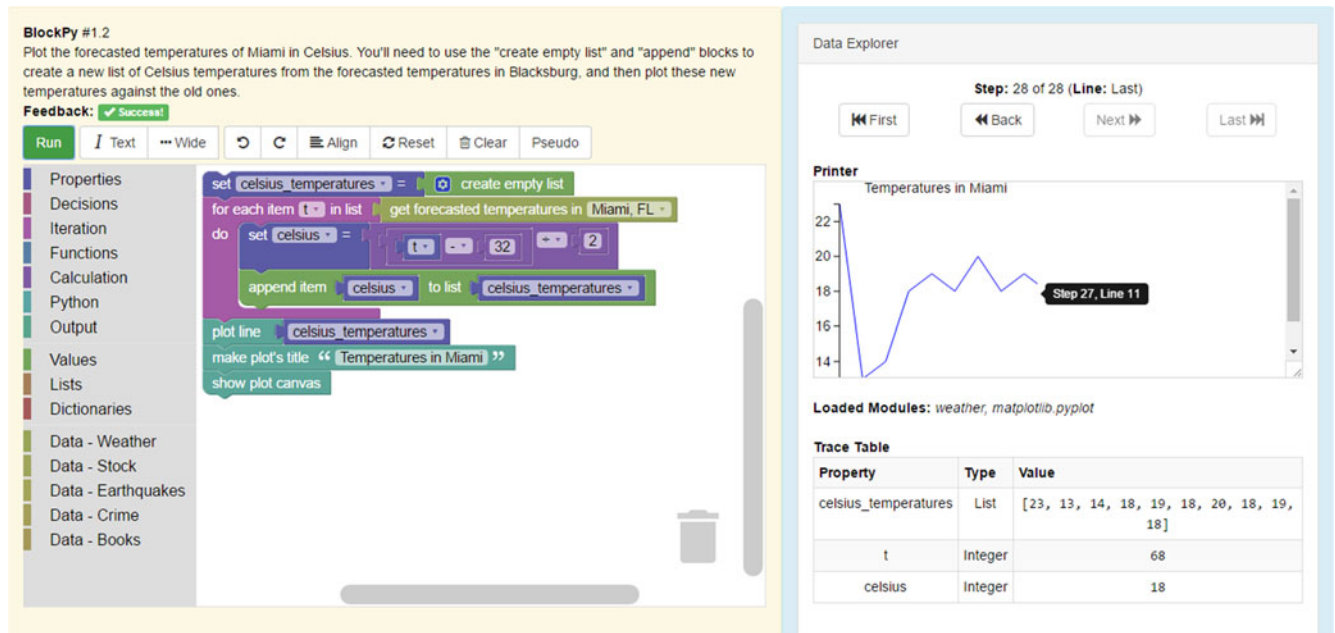 BlockPy #1.2
Plot the forecasted temperatures of Miami in Celsius. You'll need to use the "create empty list" and "append" blocks to
create a new list of Celsius temperatures from the forecasted temperatures in Blacksburg, and then plot these new
temperatures against the old ones.
Feedback: ✔ Success!
Run Text Wide Align Reset Clear Pseudo
Properties
Decisions
Iteration
Functions
Calculation
Python
Output
Values
Lists
Dictionaries
Data - Weather
Data - Stock
Data - Earthquakes
Data - Crime
Data - Books
set celsius_temperatures = create empty list
for each item t in list get forecasted temperatures in Miami, FL
do set celsius = t - 32 ÷ 2
append item celsius to list celsius_temperatures
plot line celsius_temperatures
make plot's title “ Temperatures in Miami ”
show plot canvas
Data Explorer
Step: 28 of 28 (Line: Last)
First Back Next Last
Printer
Temperatures in Miami
22
20
18
16
14
Step 27, Line 11
Loaded Modules: weather, matplotlib.pyplot
Trace Table
Property Type Value
celsius_temperatures List [23, 13, 14, 18, 19, 18, 20, 18, 19,
18]
t Integer 68
celsius Integer 18